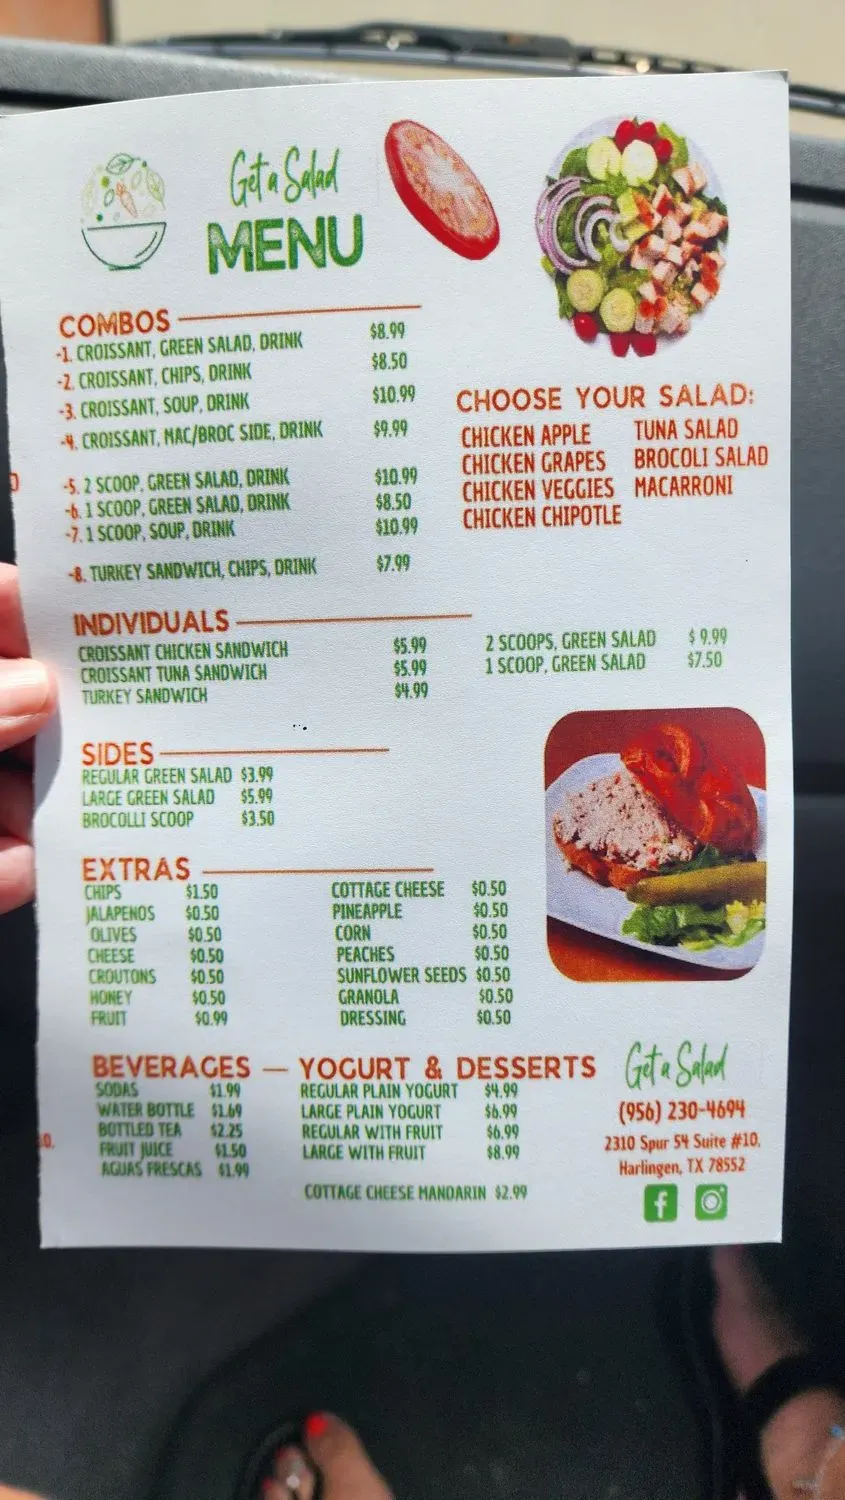 Get a Salad
MENU
COMBOS
-1. CROISSANT, GREEN SALAD, DRINK $8.99
-2. CROISSANT, CHIPS, DRINK $8.50
-3. CROISSANT, SOUP, DRINK $10.99
-4. CROISSANT, MAC/BROC SIDE, DRINK $9.99
-5. 2 SCOOP, GREEN SALAD, DRINK $10.99
-6. 1 SCOOP, GREEN SALAD, DRINK $8.50
-7. 1 SCOOP, SOUP, DRINK $10.99
-8. TURKEY SANDWICH, CHIPS, DRINK $7.99
CHOOSE YOUR SALAD:
CHICKEN APPLE TUNA SALAD
CHICKEN GRAPES BROCOLI SALAD
CHICKEN VEGGIES MACARRONI
CHICKEN CHIPOTLE
INDIVIDUALS
CROISSANT CHICKEN SANDWICH $5.99
CROISSANT TUNA SANDWICH $5.99
TURKEY SANDWICH $4.99
2 SCOOPS, GREEN SALAD $ 9.99
1 SCOOP, GREEN SALAD $7.50
SIDES
REGULAR GREEN SALAD $3.99
LARGE GREEN SALAD $5.99
BROCOLLI SCOOP $3.50
EXTRAS
CHIPS $1.50
JALAPENOS $0.50
OLIVES $0.50
CHEESE $0.50
CROUTONS $0.50
HONEY $0.50
FRUIT $0.99
COTTAGE CHEESE $0.50
PINEAPPLE $0.50
CORN $0.50
PEACHES $0.50
SUNFLOWER SEEDS $0.50
GRANOLA $0.50
DRESSING $0.50
BEVERAGES — YOGURT & DESSERTS
SODAS $1.99
WATER BOTTLE $1.69
BOTTLED TEA $2.25
FRUIT JUICE $1.50
AGUAS FRESCAS $1.99
REGULAR PLAIN YOGURT $4.99
LARGE PLAIN YOGURT $6.99
REGULAR WITH FRUIT $6.99
LARGE WITH FRUIT $8.99
COTTAGE CHEESE MANDARIN $2.99
Get a Salad
(956) 230-4694
2310 Spur 54 Suite #10,
Harlingen, TX 78552